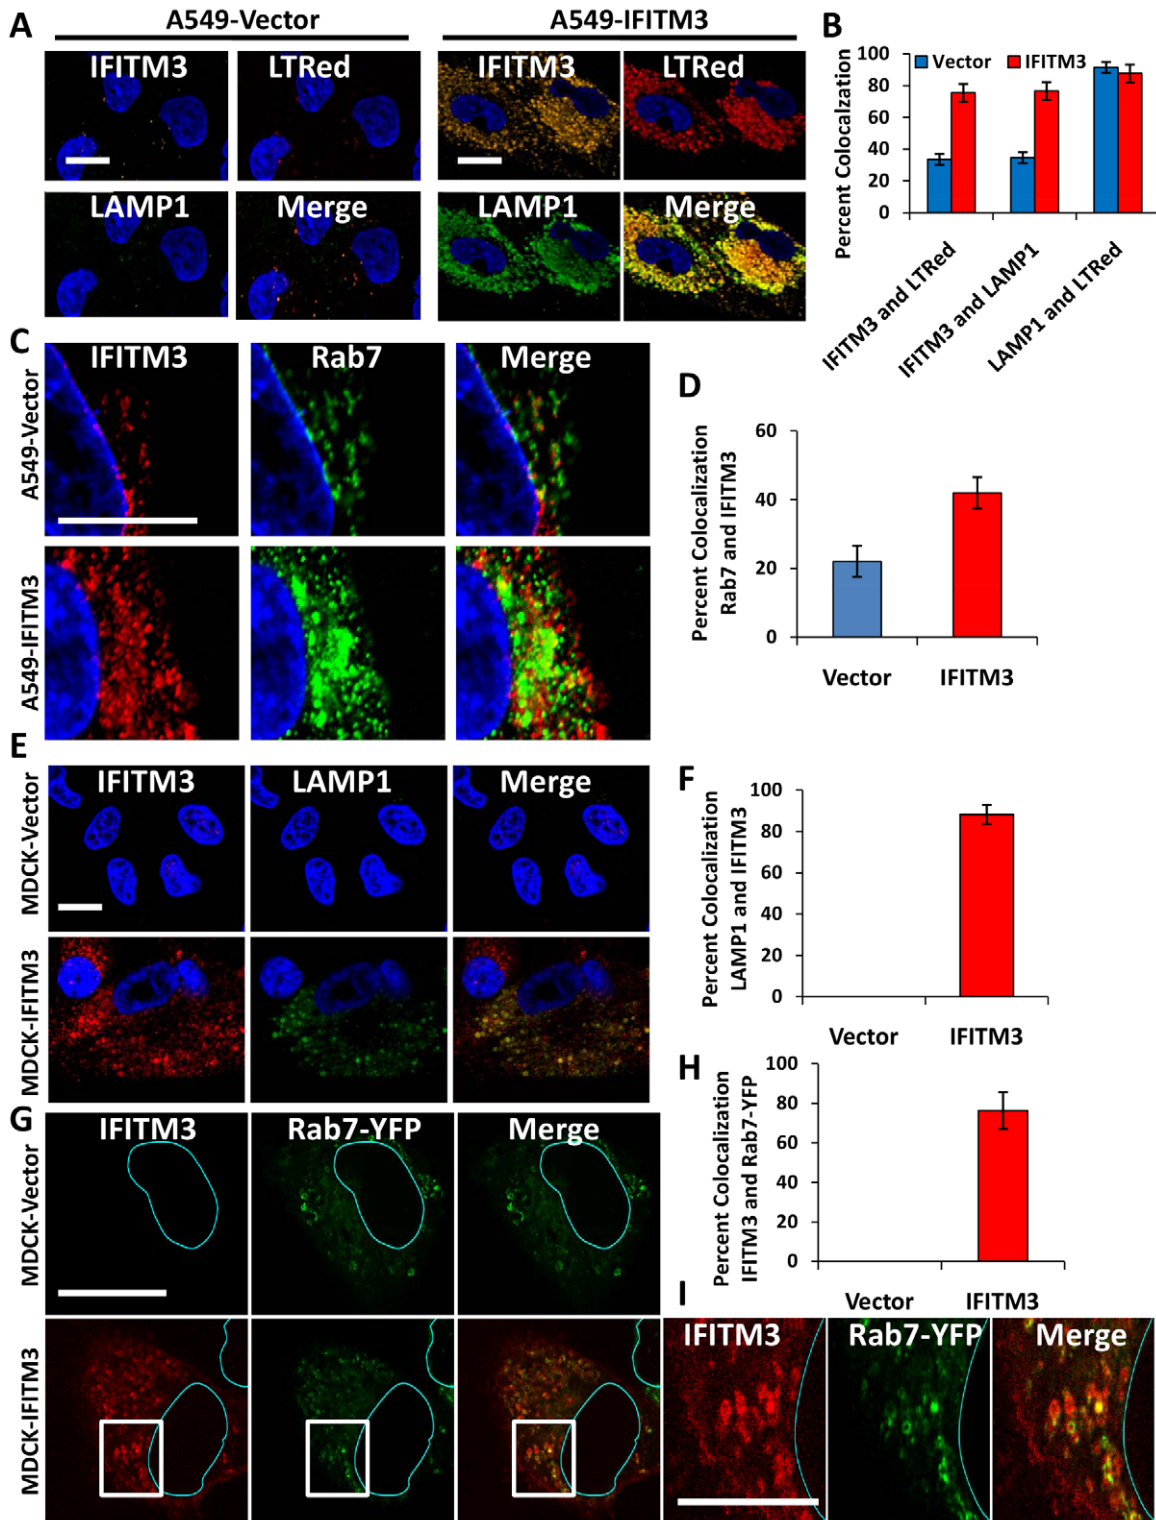 A
A549-Vector
A549-IFITM3
IFITM3
LTRed
IFITM3
LTRed
LAMP1
Merge
LAMP1
Merge
B
Vector
IFITM3
Percent Colocalzation
100
80
60
40
20
0
IFITM3 and LTRed
IFITM3 and LAMP1
LAMP1 and LTRed
C
IFITM3
Rab7
Merge
A549-Vector
A549-IFITM3
D
Percent Colocalization
Rab7 and IFITM3
60
40
20
0
Vector
IFITM3
E
IFITM3
LAMP1
Merge
MDCK-Vector
MDCK-IFITM3
F
Percent Colocalization
LAMP1 and IFITM3
100
80
60
40
20
0
Vector
IFITM3
G
IFITM3
Rab7-YFP
Merge
MDCK-Vector
MDCK-IFITM3
H
Percent Colocalization
IFITM3 and Rab7-YFP
100
80
60
40
20
0
Vector
IFITM3
I
IFITM3
Rab7-YFP
Merge